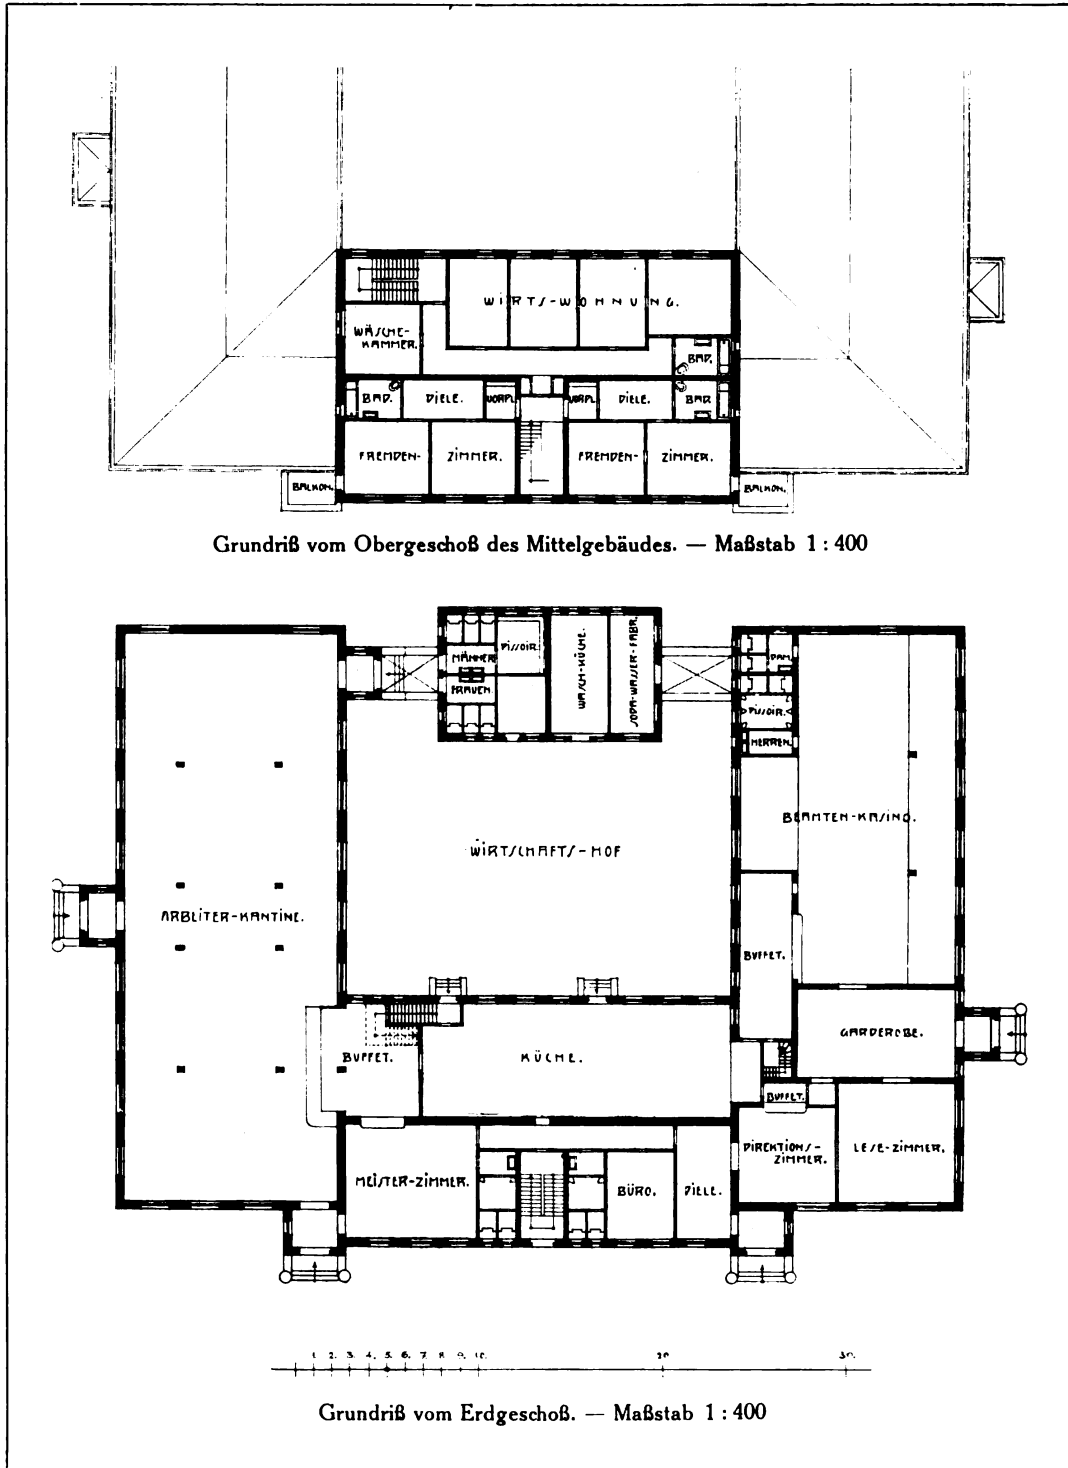 WIRTS-WOHNUNG.
WÄSCHE-
KAMMER.
BAD.
BAD.
DIELE.
VORPL.
VORPL.
DIELE.
BAD.
FREMDEN-
ZIMMER.
FREMDEN-
ZIMMER.
BALKON.
BALKON.
Grundriß vom Obergeschoß des Mittelgebäudes. — Maßstab 1 : 400
MÄNNER
PISSOIR.
FRAUEN.
WASCH-KÜCHE.
SODA-WASSER-FABR.
DAM.
PISSOIR.
HERREN.
BEAMTEN-KASINO.
WIRTSCHAFTS-HOF
ARBEITER-KANTINE.
BUFFET.
GARDEROBE.
BUFFET.
KÜCHE.
BUFFET.
MEISTER-ZIMMER.
BÜRO.
DIELE.
DIREKTIONS-
ZIMMER.
LESE-ZIMMER.
1. 2. 3. 4. 5. 6. 7. 8. 9. 10. 20 30.
Grundriß vom Erdgeschoß. — Maßstab 1 : 400